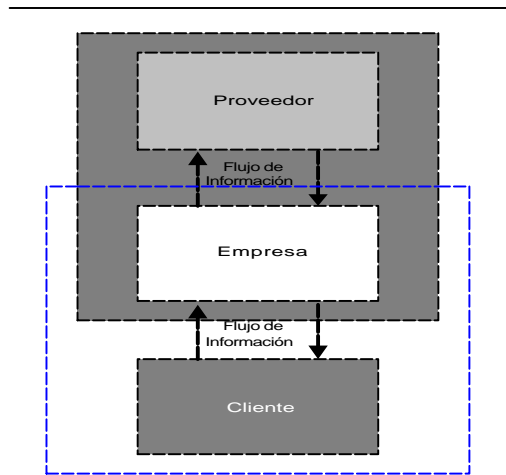 Proveedor
Flujo de
Información
Empresa
Flujo de
Información
Cliente